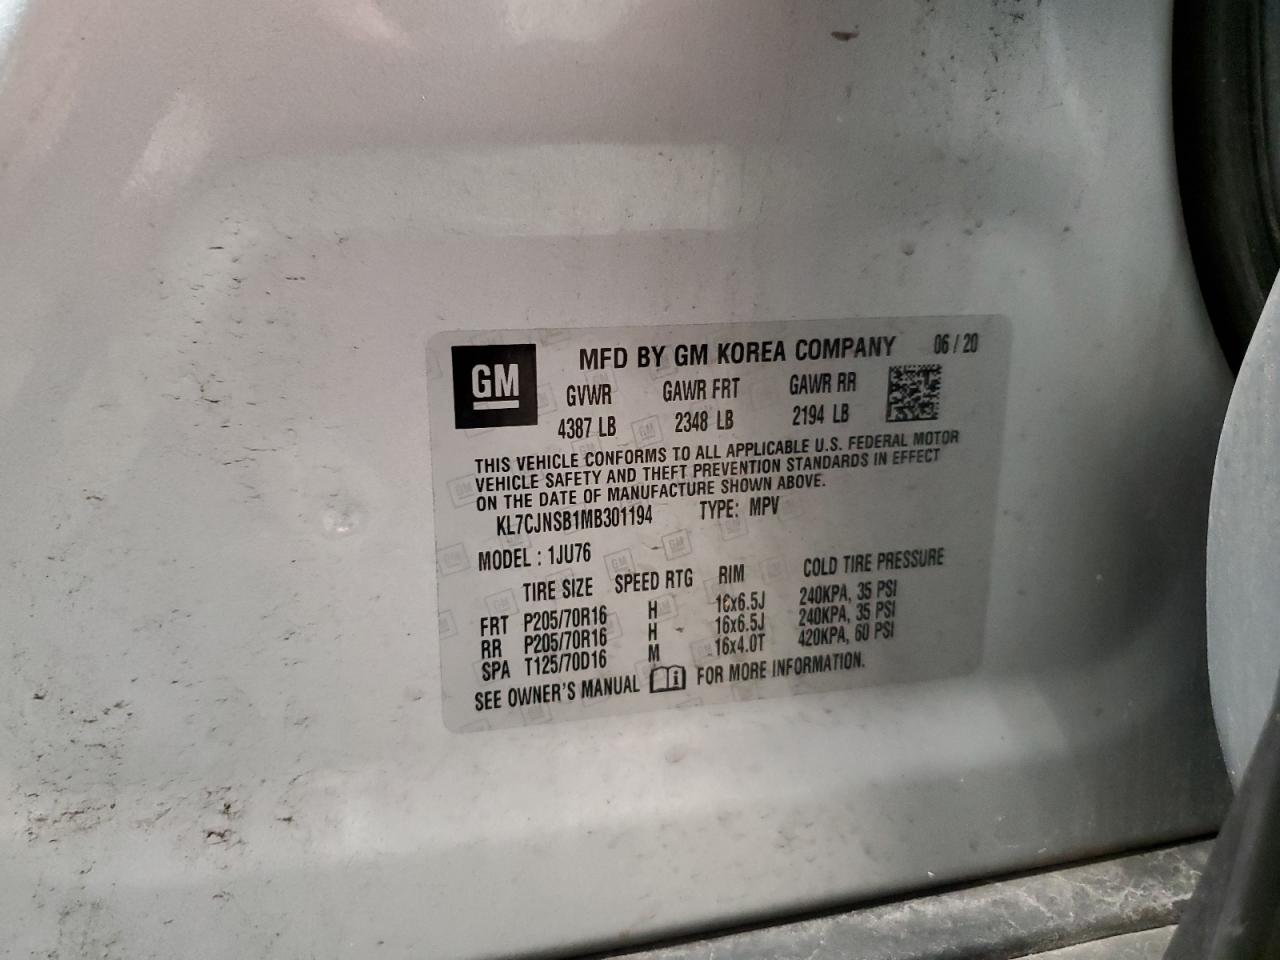 GM
MFD BY GM KOREA COMPANY 06 / 20
GVWR GAWR FRT GAWR RR
4387 LB 2348 LB 2194 LB
THIS VEHICLE CONFORMS TO ALL APPLICABLE U.S. FEDERAL MOTOR
VEHICLE SAFETY AND THEFT PREVENTION STANDARDS IN EFFECT
ON THE DATE OF MANUFACTURE SHOWN ABOVE.
KL7CJNSB1MB301194 TYPE: MPV
MODEL : 1JU76
TIRE SIZE SPEED RTG RIM COLD TIRE PRESSURE
FRT P205/70R16 H 16x6.5J 240KPA, 35 PSI
RR P205/70R16 H 16x6.5J 240KPA, 35 PSI
SPA T125/70D16 M 16x4.0T 420KPA, 60 PSI
SEE OWNER'S MANUAL FOR MORE INFORMATION.